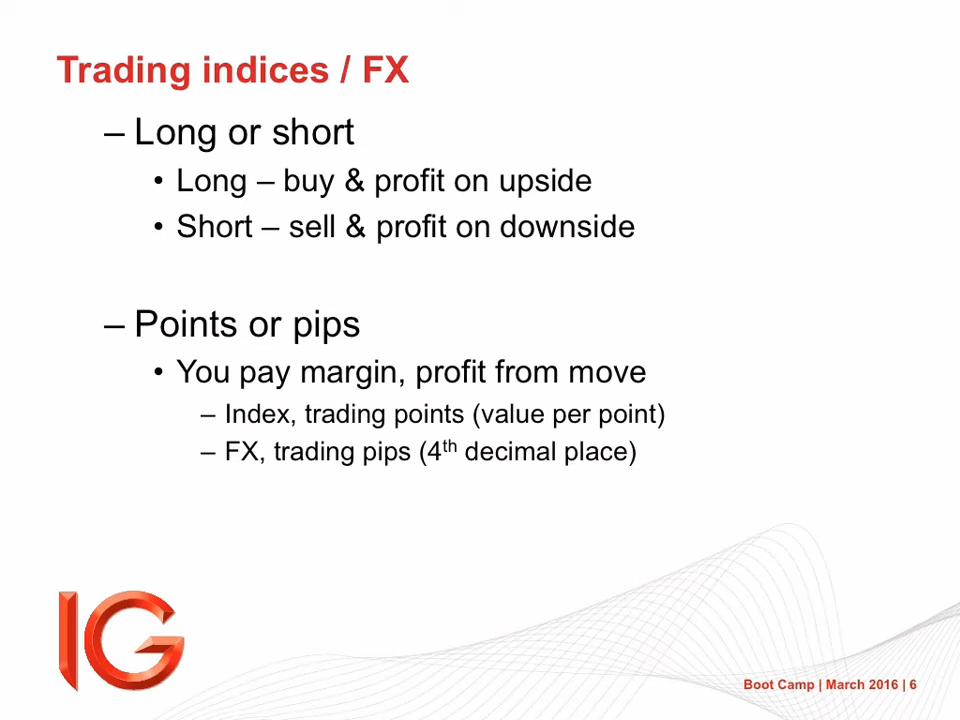 Trading indices / FX
– Long or short
• Long – buy & profit on upside
• Short – sell & profit on downside
– Points or pips
• You pay margin, profit from move
– Index, trading points (value per point)
– FX, trading pips (4th decimal place)
IG
Boot Camp | March 2016 | 6